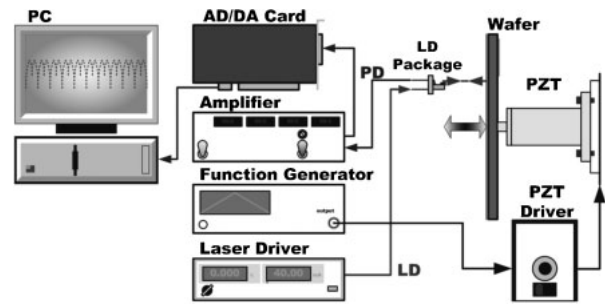 PC
AD/DA Card
LD
Package
Wafer
PZT
PD
Amplifier
Function Generator
output
PZT
Driver
Laser Driver
0.000
40.00
LD